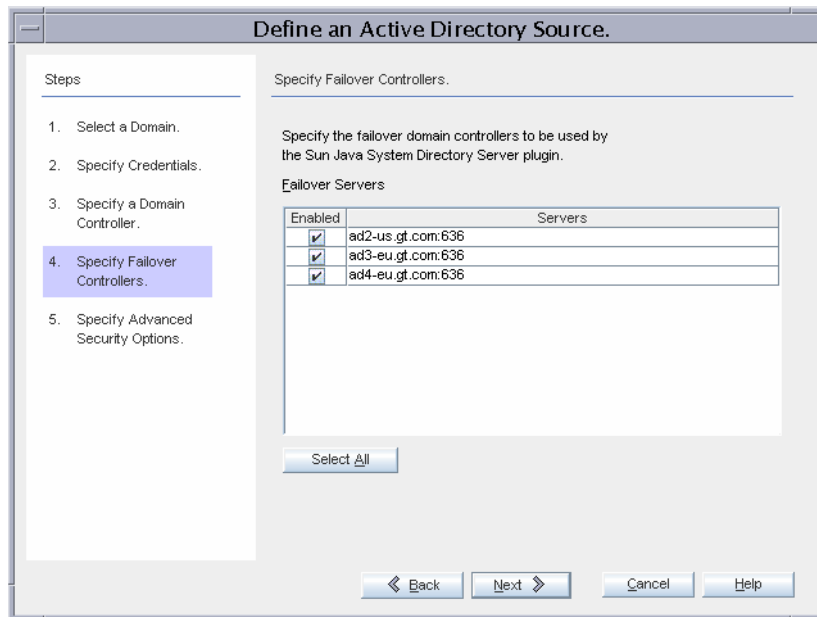 Define an Active Directory Source.
Steps
1. Select a Domain.
2. Specify Credentials.
3. Specify a Domain
Controller.
4. Specify Failover
Controllers.
5. Specify Advanced
Security Options.
Specify Failover Controllers.
Specify the failover domain controllers to be used by
the Sun Java System Directory Server plugin.
Failover Servers
Enabled Servers
ad2-us.gt.com:636
ad3-eu.gt.com:636
ad4-eu.gt.com:636
Select All
Back Next Cancel Help